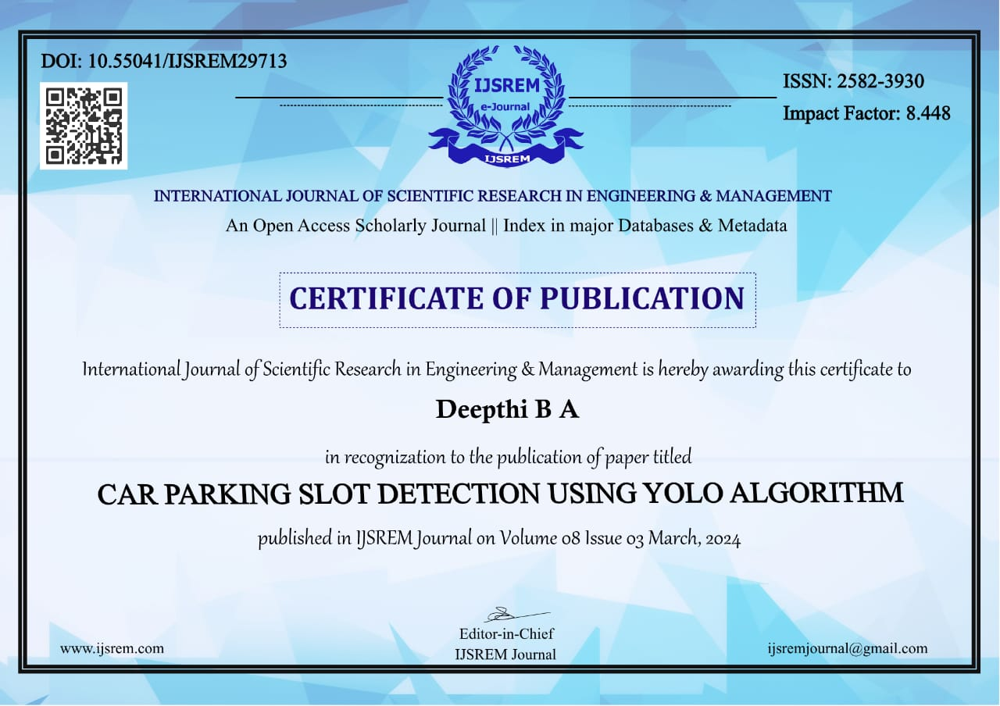 DOI: 10.55041/IJSREM29713
IJSREM
e-Journal
IJSREM
ISSN: 2582-3930
Impact Factor: 8.448
INTERNATIONAL JOURNAL OF SCIENTIFIC RESEARCH IN ENGINEERING & MANAGEMENT
An Open Access Scholarly Journal || Index in major Databases & Metadata
CERTIFICATE OF PUBLICATION
International Journal of Scientific Research in Engineering & Management is hereby awarding this certificate to
Deepthi B A
in recognization to the publication of paper titled
CAR PARKING SLOT DETECTION USING YOLO ALGORITHM
published in IJSREM Journal on Volume 08 Issue 03 March, 2024
Editor-in-Chief
IJSREM Journal
www.ijsrem.com
ijsremjournal@gmail.com